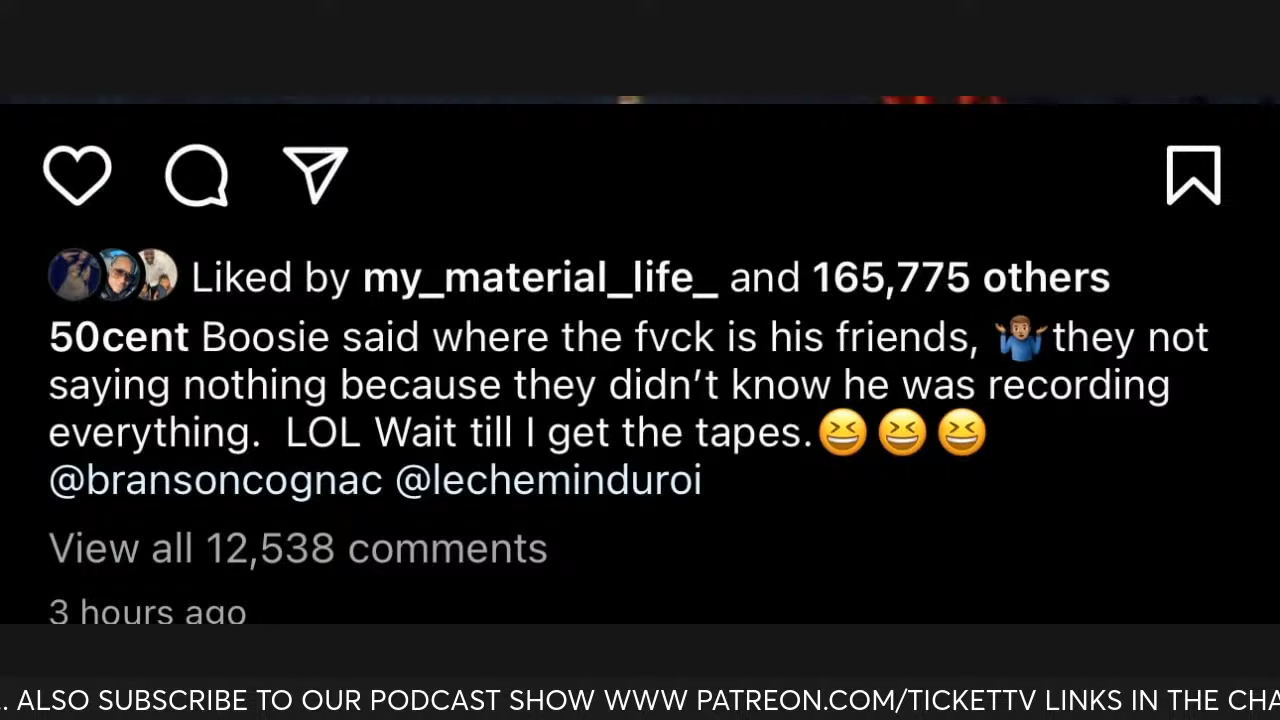 Liked by my_material_life_ and 165,775 others
50cent Boosie said where the fvck is his friends, 🤷🏽‍♂️ they not
saying nothing because they didn’t know he was recording
everything.  LOL Wait till I get the tapes.😆😆😆
@bransoncognac @lecheminduroi
View all 12,538 comments
3 hours ago
.. ALSO SUBSCRIBE TO OUR PODCAST SHOW WWW PATREON.COM/TICKETTV LINKS IN THE CHA